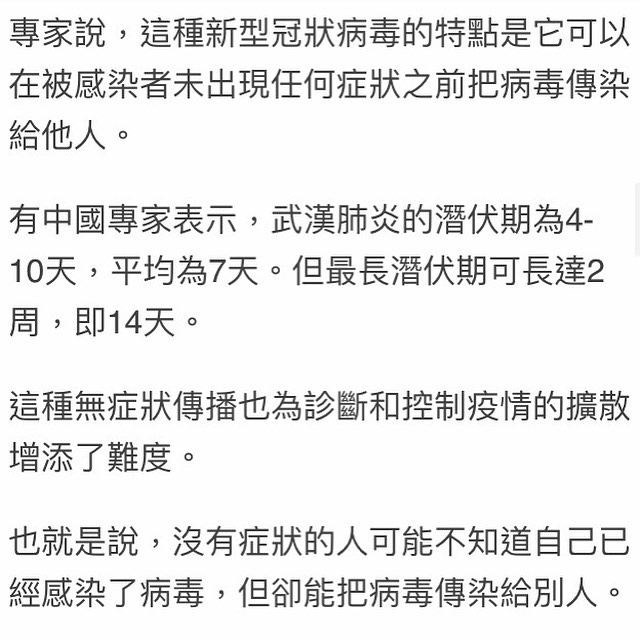 專家說，這種新型冠狀病毒的特點是它可以
在被感染者未出現任何症狀之前把病毒傳染
給他人。
有中國專家表示，武漢肺炎的潛伏期為4-
10天，平均為7天。但最長潛伏期可長達2
周，即14天。
這種無症狀傳播也為診斷和控制疫情的擴散
增添了難度。
也就是說，沒有症狀的人可能不知道自己已
經感染了病毒，但卻能把病毒傳染給別人。